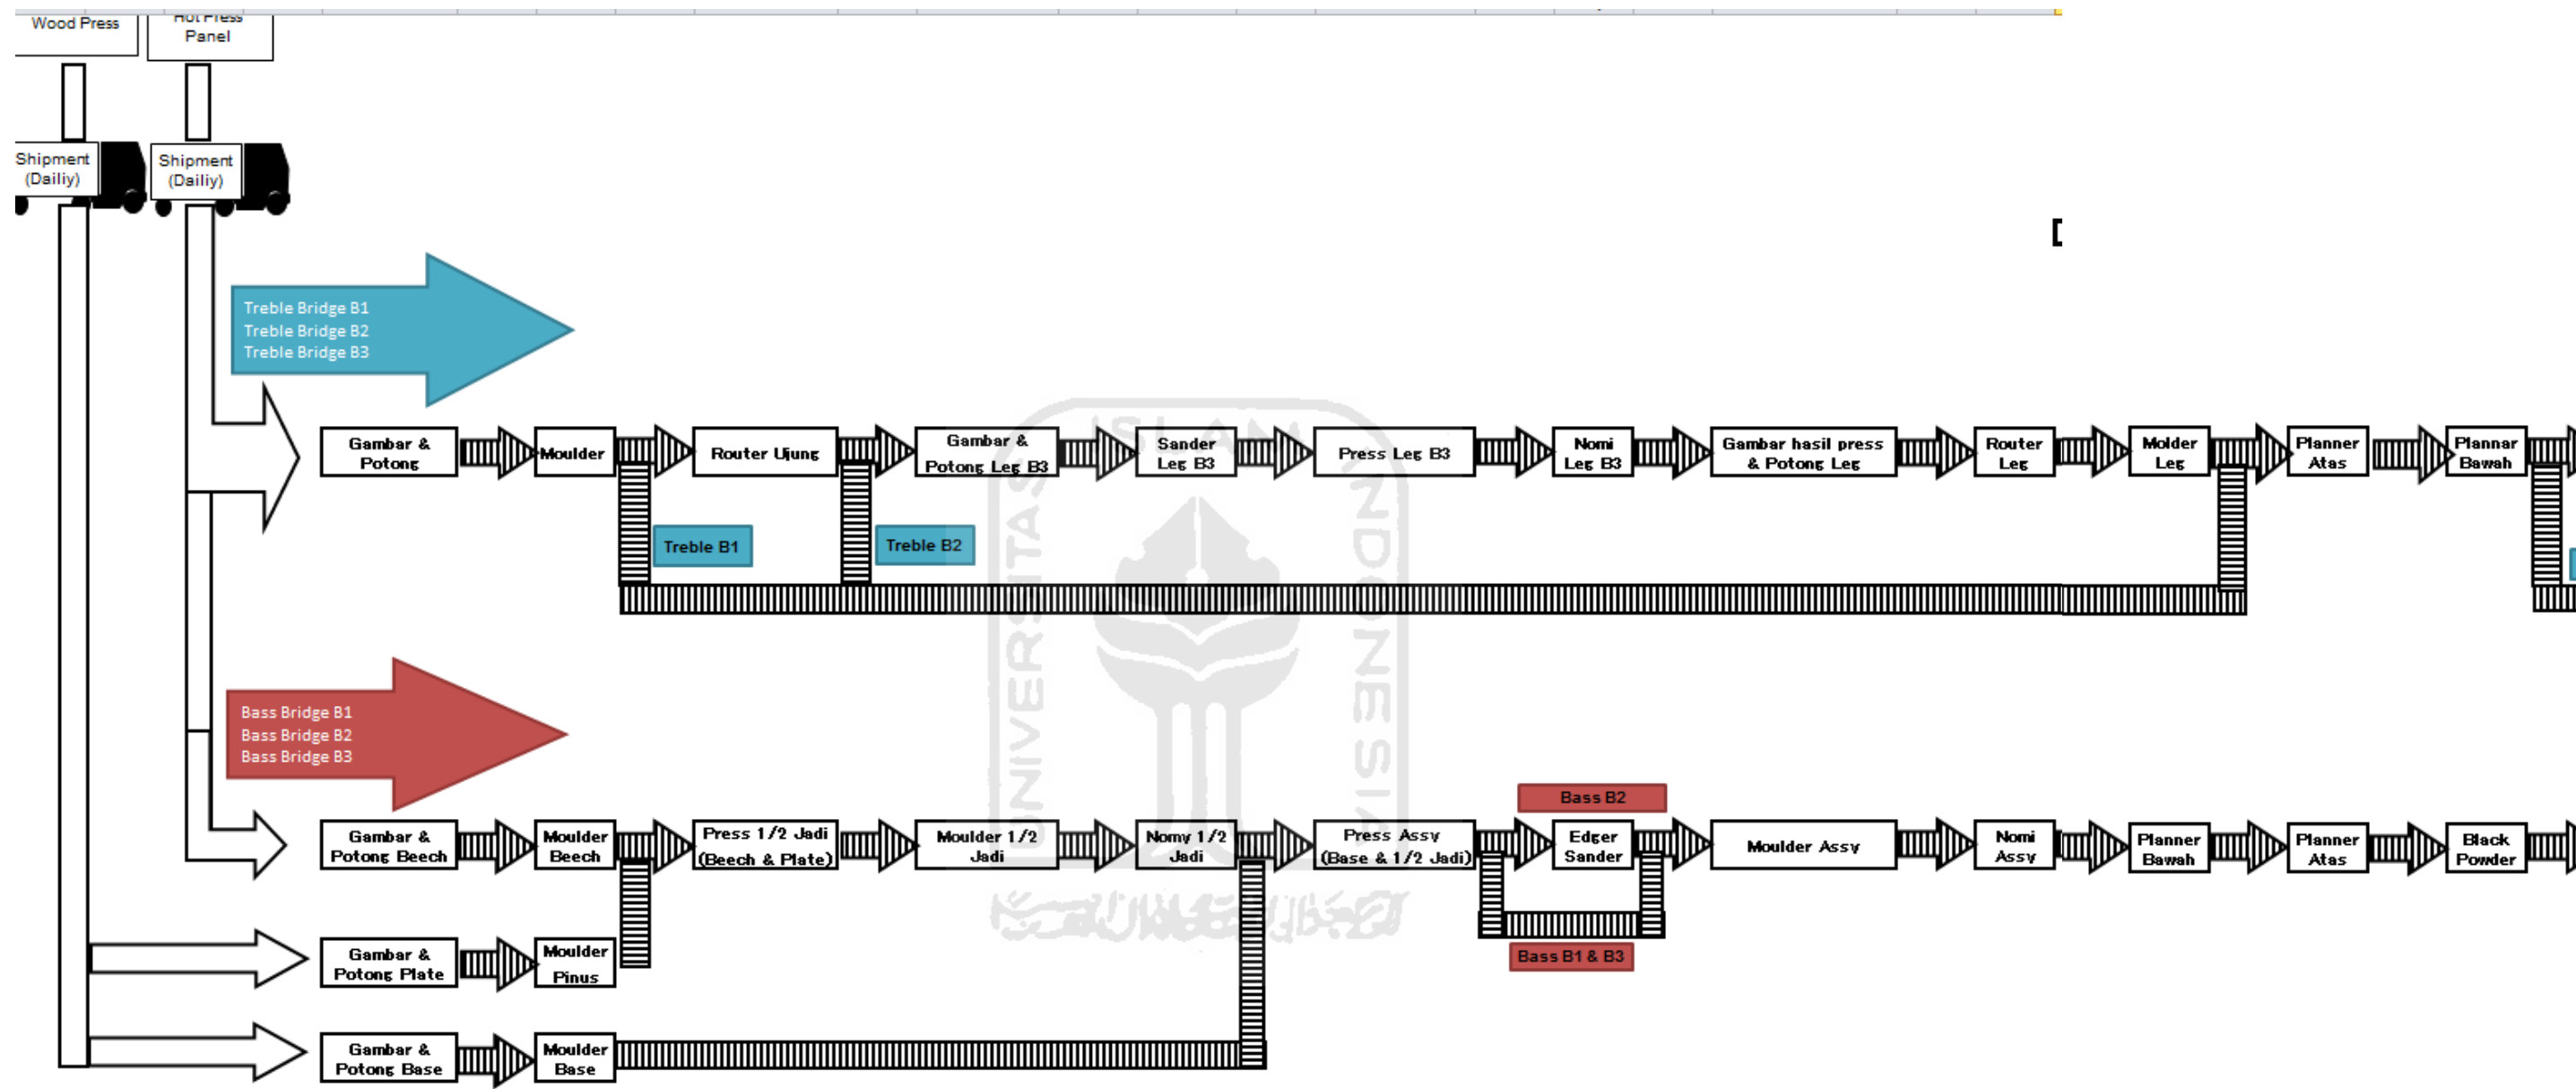 Wood Press
Hot Press
Panel
Shipment
(Dailiy)
Shipment
(Dailiy)
Treble Bridge B1
Treble Bridge B2
Treble Bridge B3
Gambar &
Potong
Moulder
Router Ujung
Gambar &
Potong Leg B3
Sander
Leg B3
Press Leg B3
Nomi
Leg B3
Gambar hasil press
& Potong Leg
Router
Leg
Molder
Leg
Planner
Atas
Plannar
Bawah
Treble B1
Treble B2
Bass Bridge B1
Bass Bridge B2
Bass Bridge B3
Bass B2
Gambar &
Potong Beech
Moulder
Beech
Press 1/2 Jadi
(Beech & Plate)
Moulder 1/2
Jadi
Nomy 1/2
Jadi
Press Assy
(Base & 1/2 Jadi)
Edger
Sander
Moulder Assy
Nomi
Assy
Planner
Bawah
Planner
Atas
Black
Powder
Bass B1 & B3
Gambar &
Potong Plate
Moulder
Pinus
Gambar &
Potong Base
Moulder
Base
UNIVERSITAS
ISLAM
INDONESIA